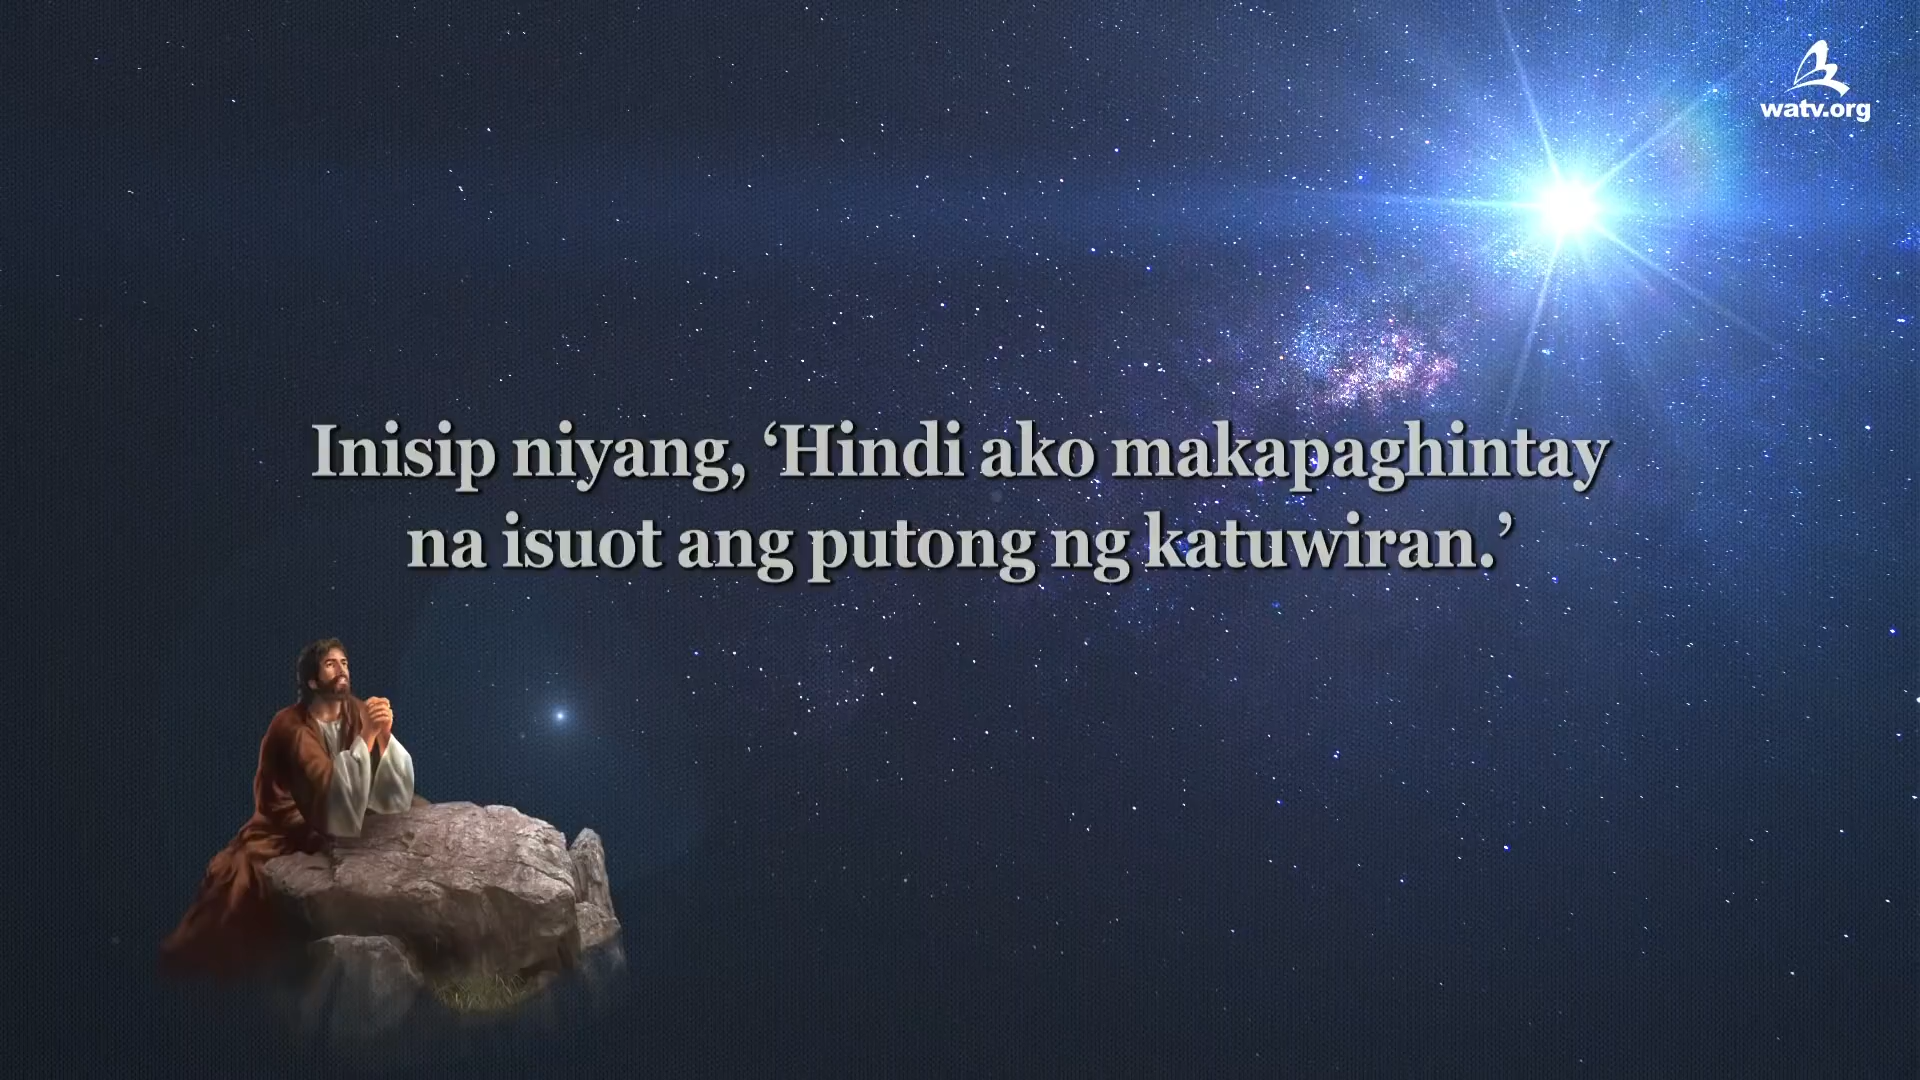 watv.org
Inisip niyang, ‘Hindi ako makapaghintay
na isuot ang putong ng katuwiran.’